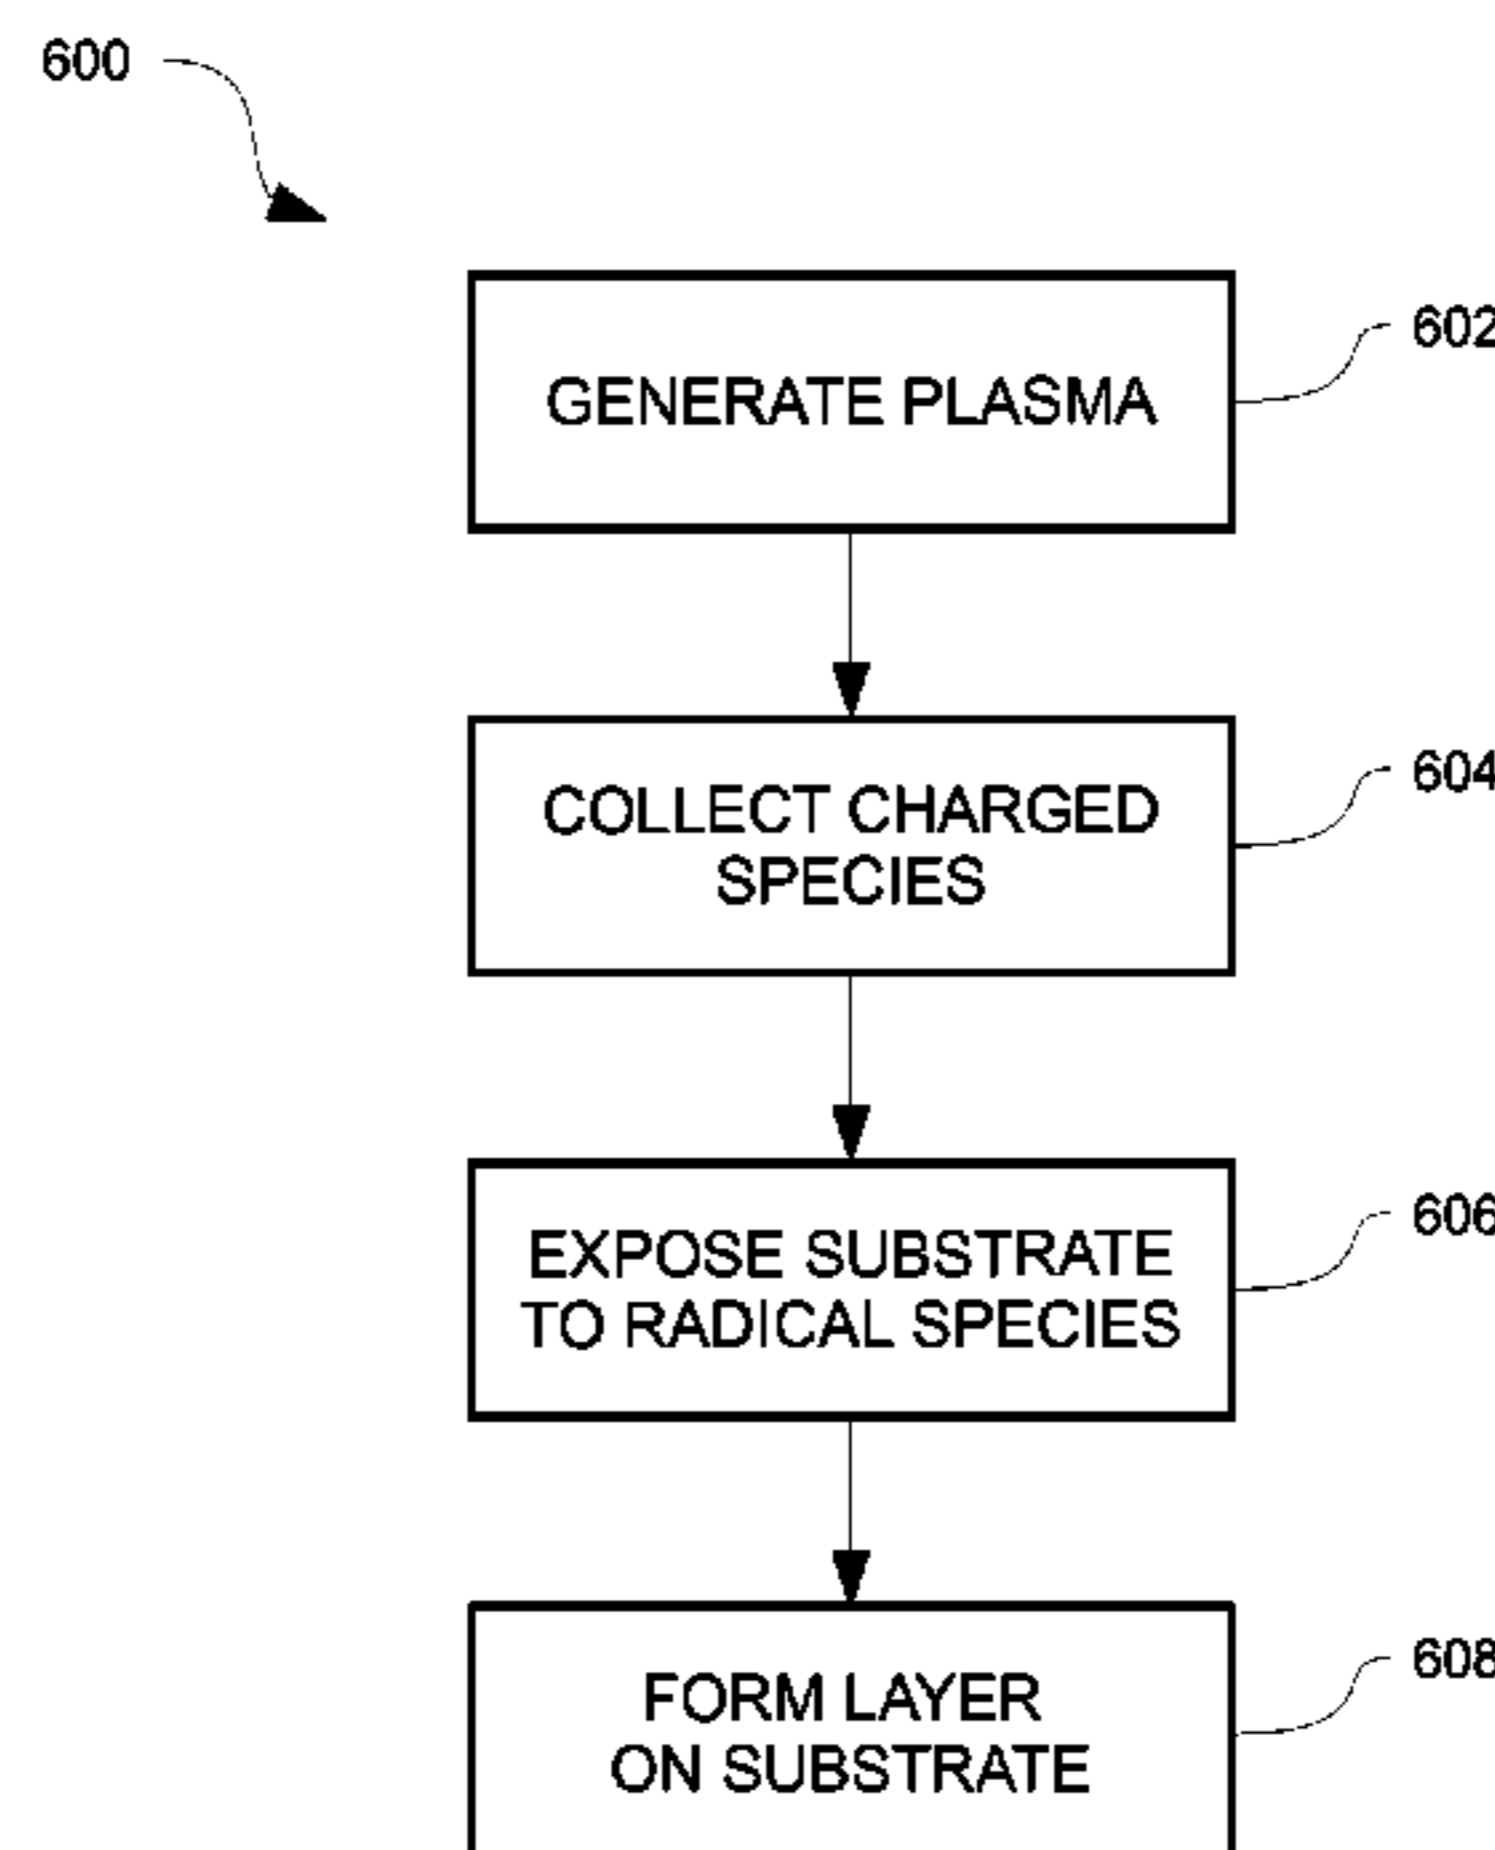 600
GENERATE PLASMA
602
COLLECT CHARGED
SPECIES
604
EXPOSE SUBSTRATE
TO RADICAL SPECIES
606
FORM LAYER
ON SUBSTRATE
608